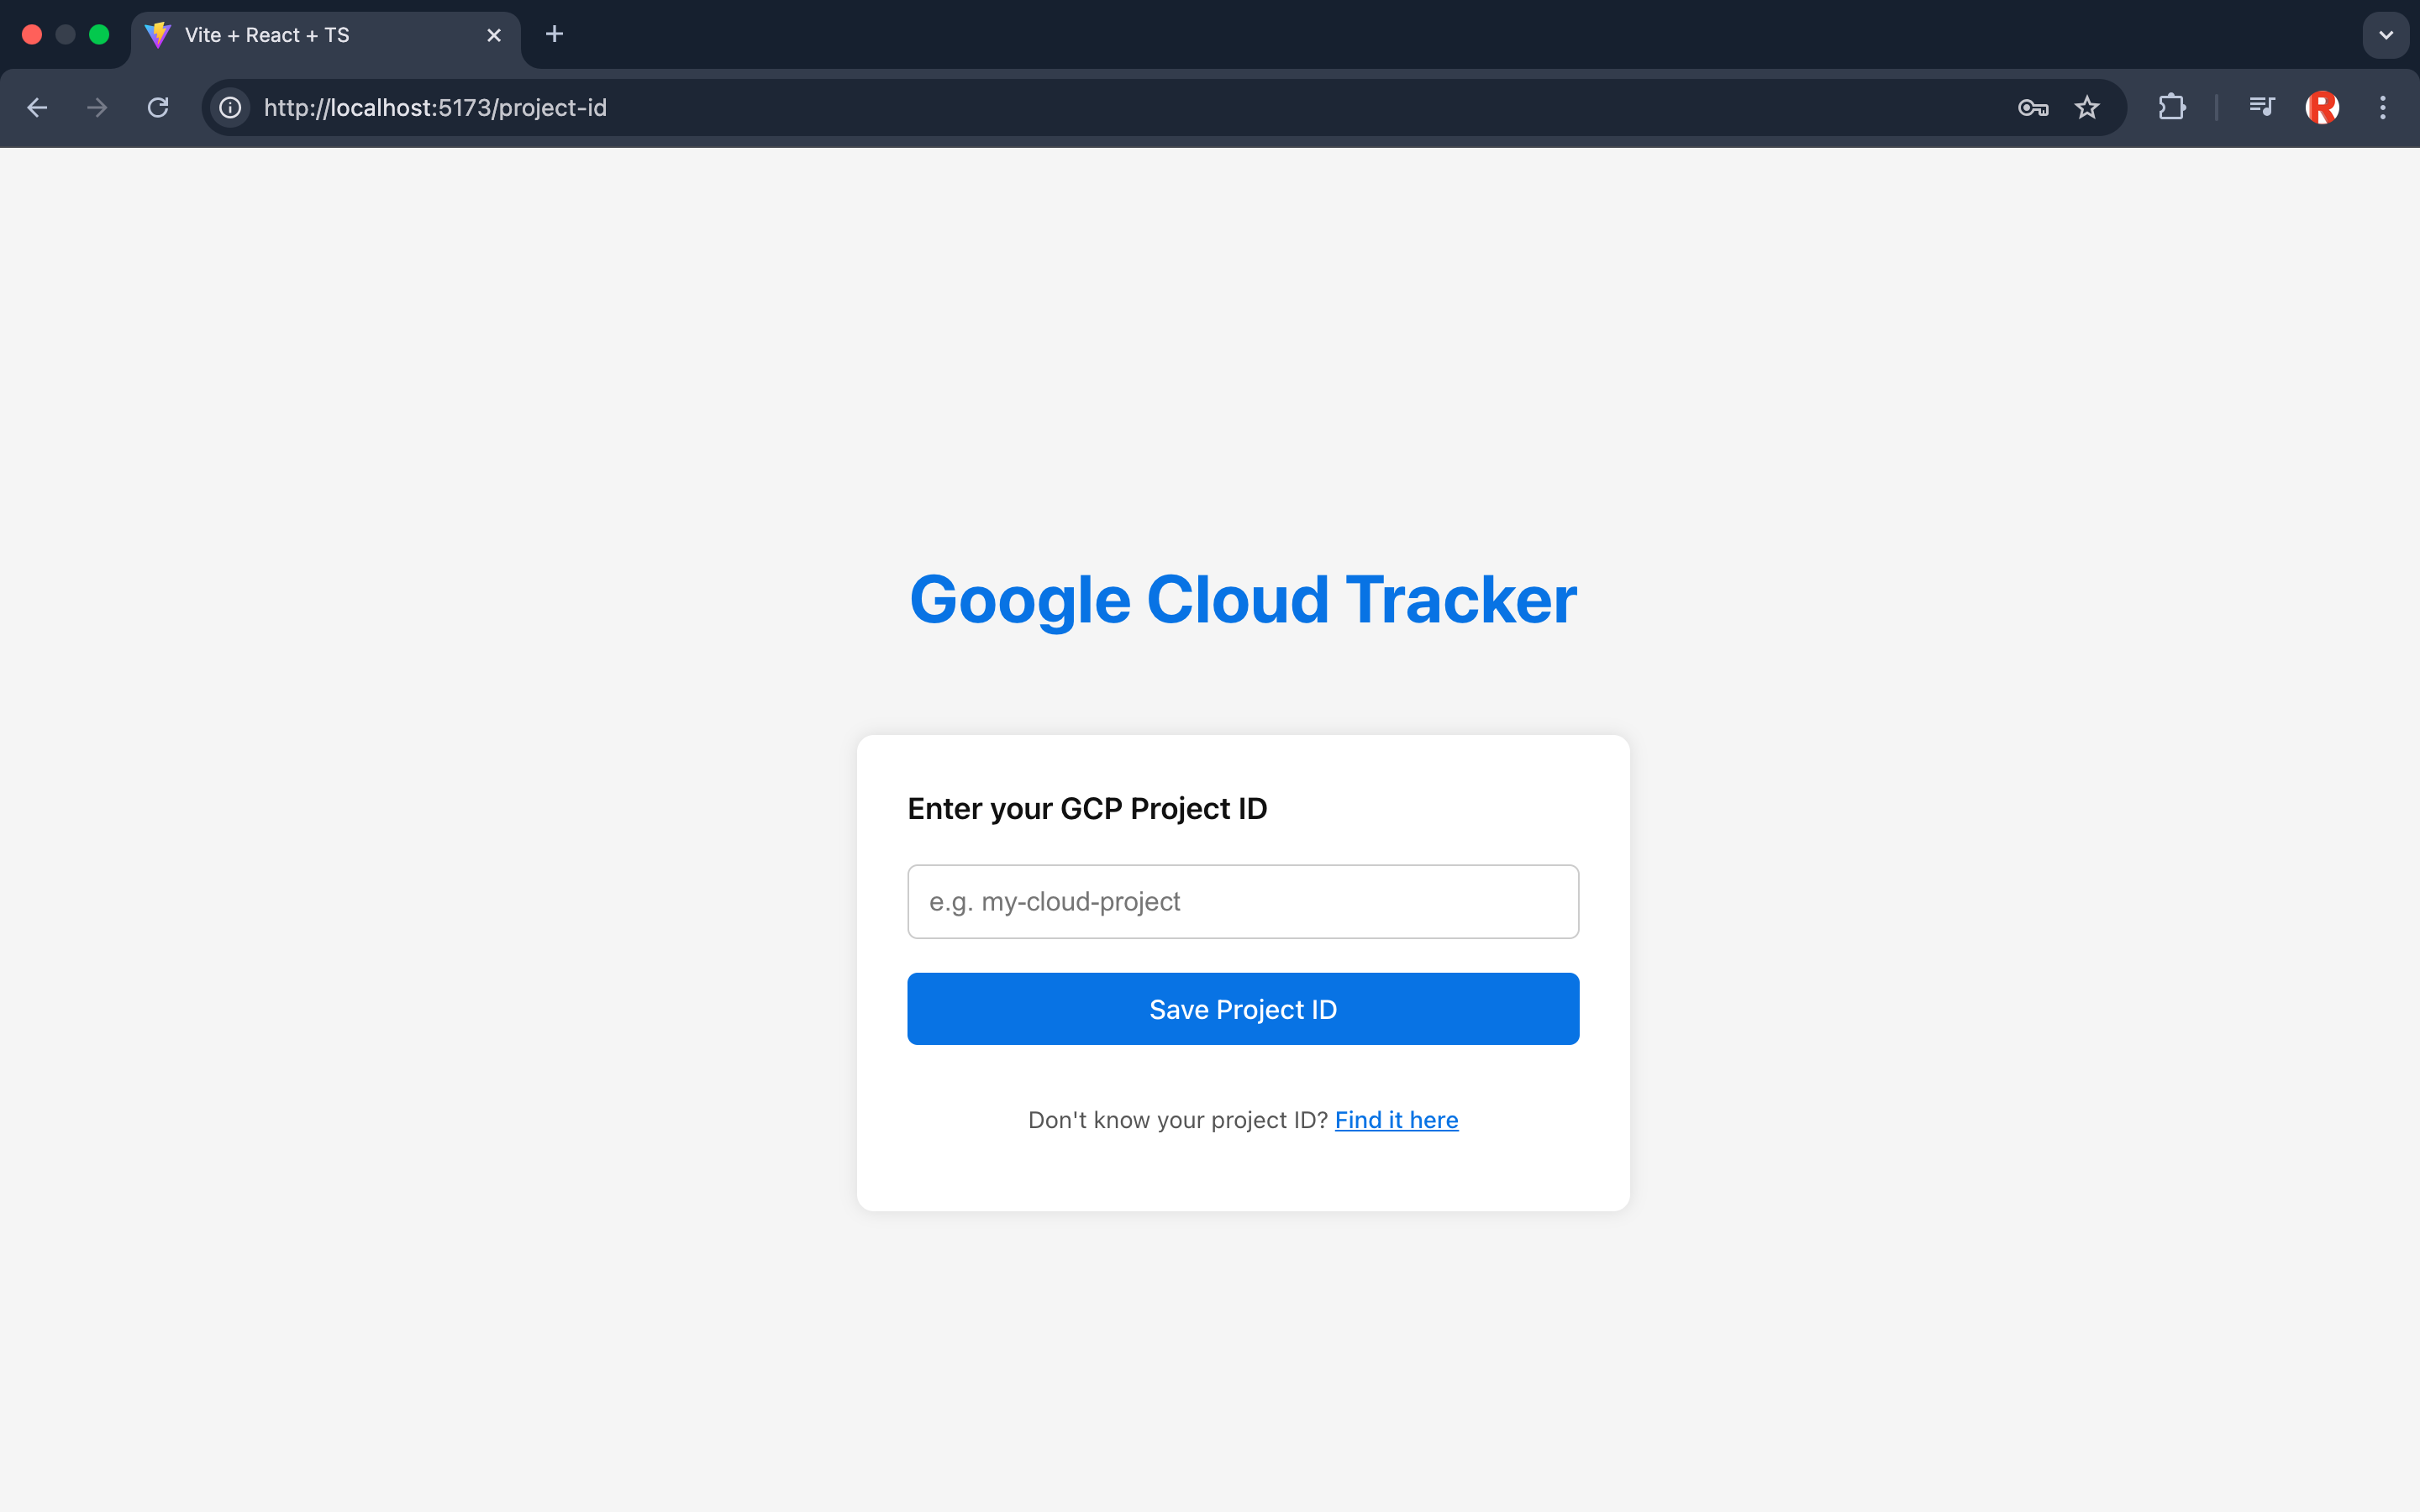 Vite + React + TS
http://localhost:5173/project-id
Google Cloud Tracker
Enter your GCP Project ID
e.g. my-cloud-project
Save Project ID
Don't know your project ID? Find it here